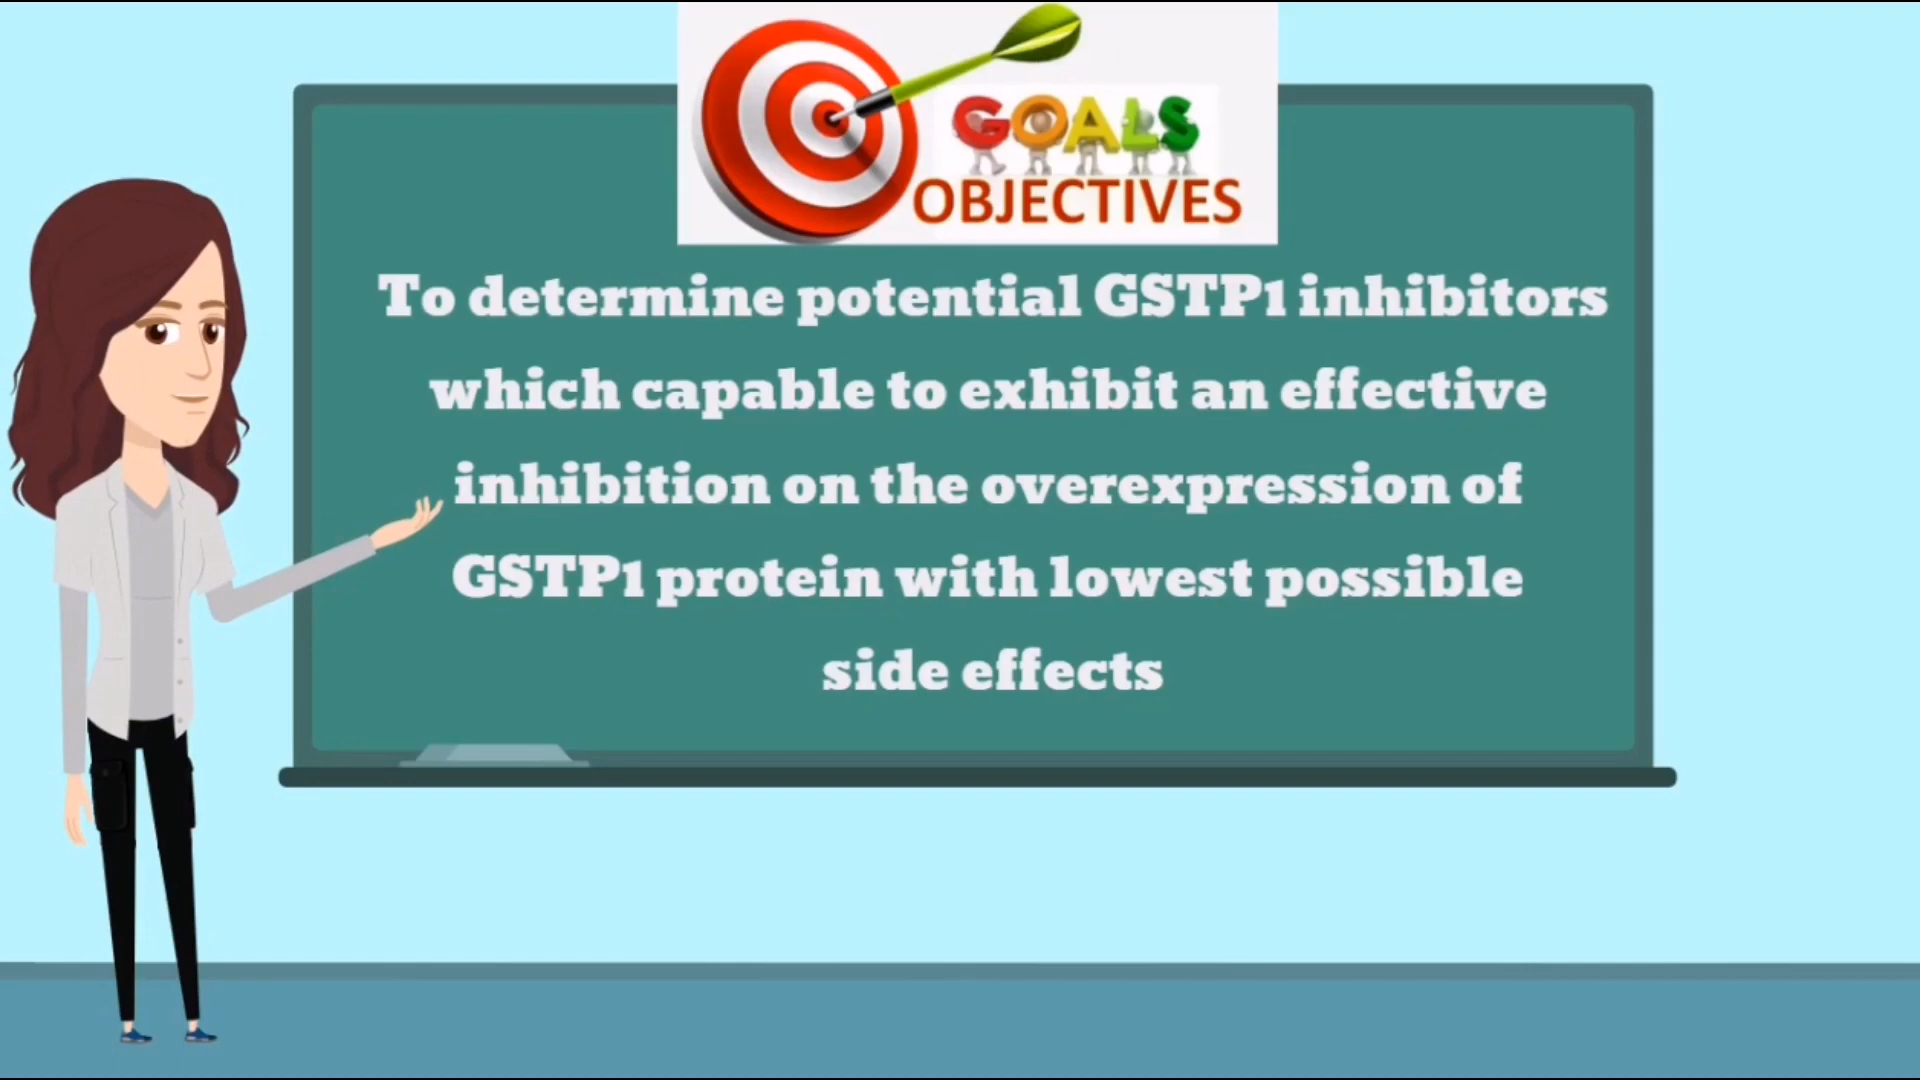 GOALS
OBJECTIVES
To determine potential GSTP1 inhibitors
which capable to exhibit an effective
inhibition on the overexpression of
GSTP1 protein with lowest possible
side effects